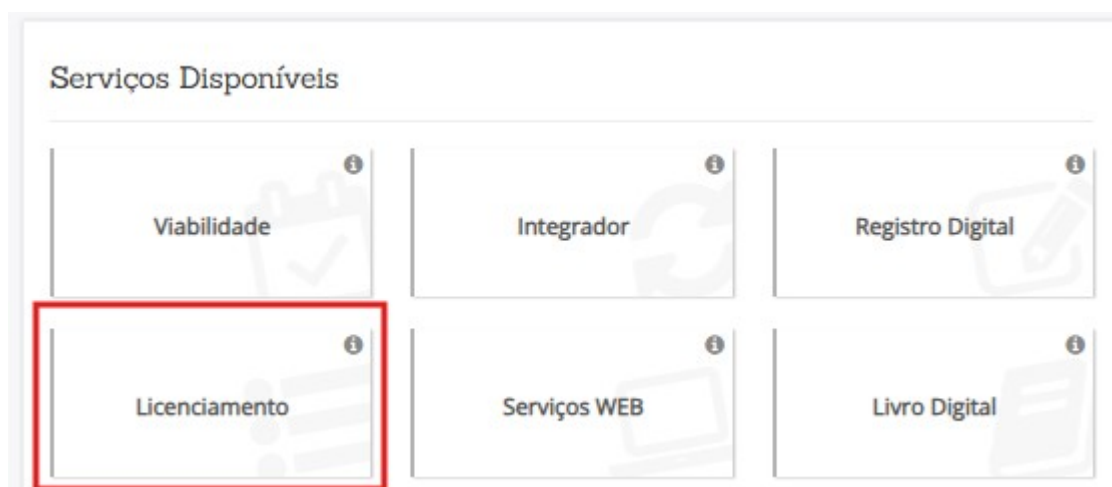 Serviços Disponíveis
Viabilidade
Integrador
Registro Digital
Licenciamento
Serviços WEB
Livro Digital